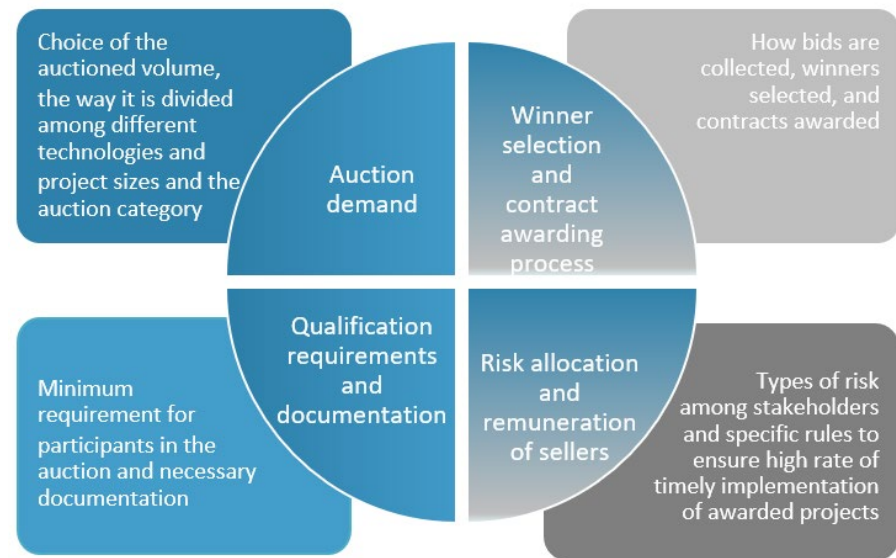 Choice of the
auctioned volume,
the way it is divided
among different
technologies and
project sizes and the
auction category
Auction
demand
Winner
selection
and
contract
awarding
process
How bids are
collected, winners
selected, and
contracts awarded
Minimum
requirement for
participants in the
auction and necessary
documentation
Qualification
requirements
and
documentation
Risk allocation
and
remuneration
of sellers
Types of risk
among stakeholders
and specific rules to
ensure high rate of
timely implementation
of awarded projects